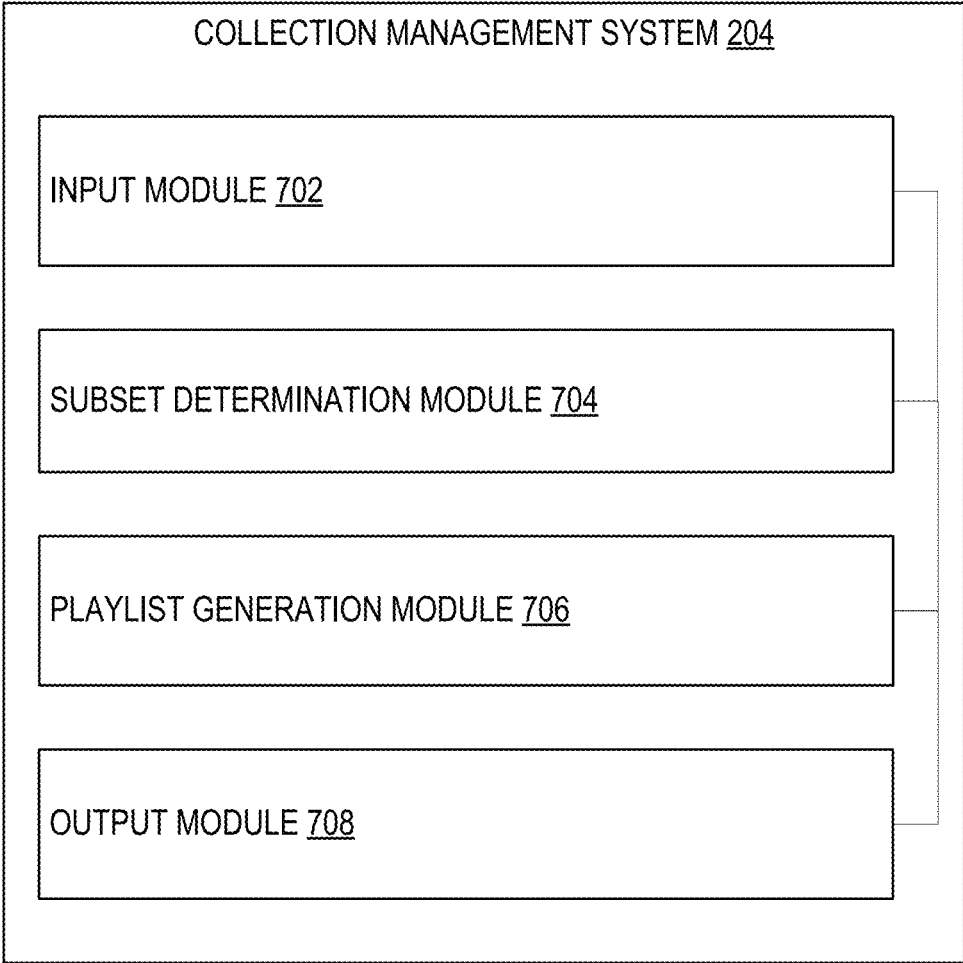 COLLECTION MANAGEMENT SYSTEM 204
INPUT MODULE 702
SUBSET DETERMINATION MODULE 704
PLAYLIST GENERATION MODULE 706
OUTPUT MODULE 708